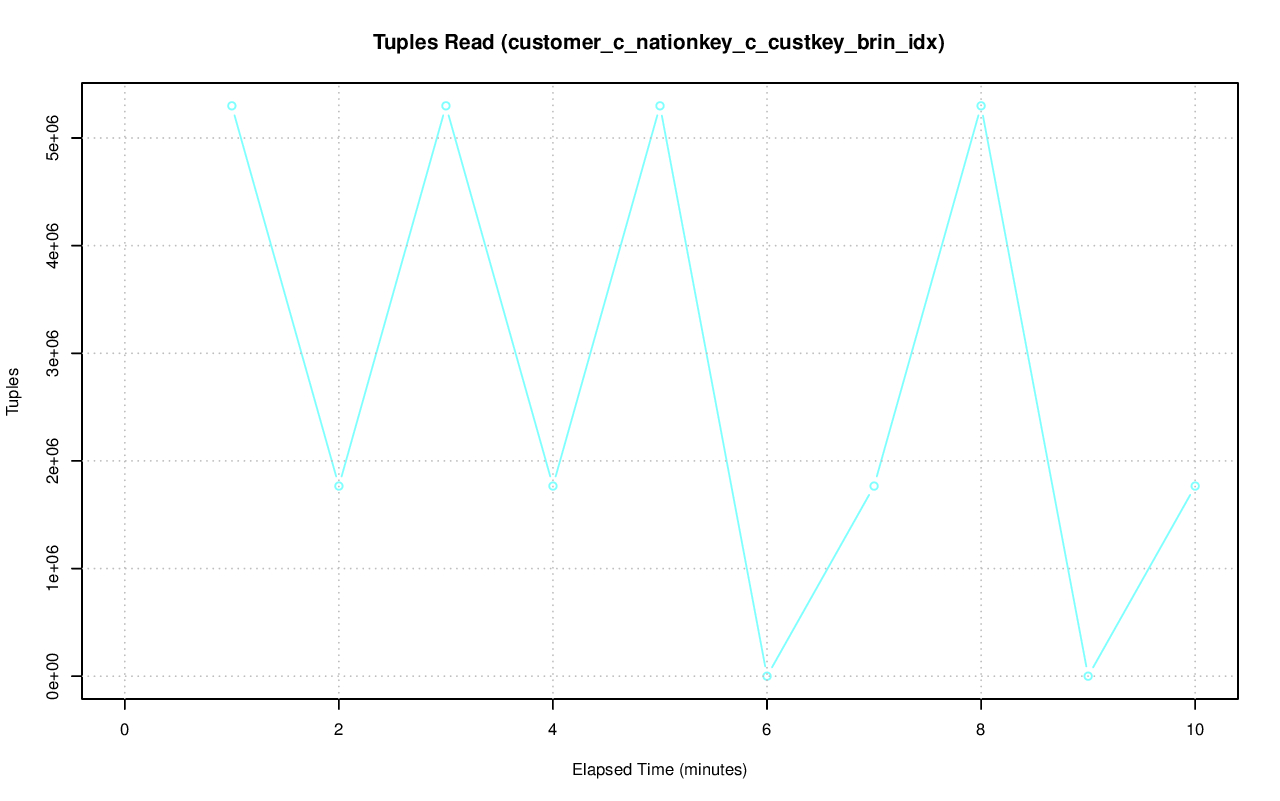 Tuples Read (customer_c_nationkey_c_custkey_brin_idx)
Tuples
5e+06
4e+06
3e+06
2e+06
1e+06
0e+00
0 2 4 6 8 10
Elapsed Time (minutes)